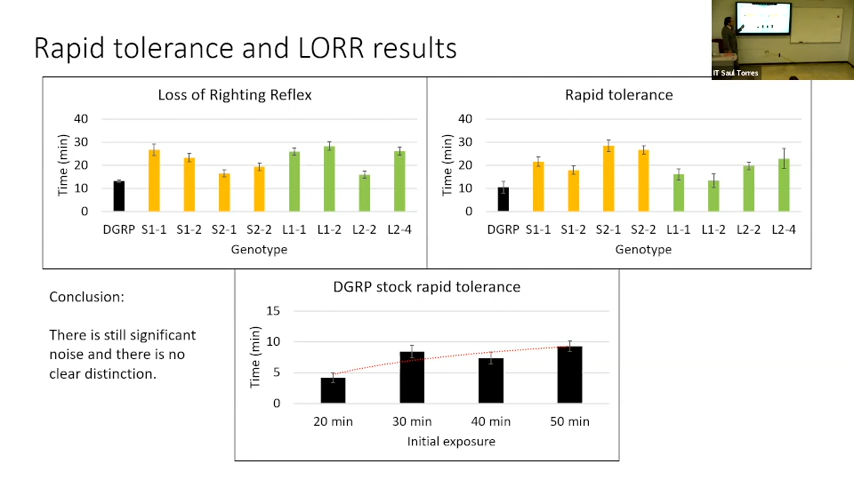 Rapid tolerance and LORR results
IT Saul Torres
Loss of Righting Reflex
40
30
20
10
0
Time (min)
DGRP S1-1 S1-2 S2-1 S2-2 L1-1 L1-2 L2-2 L2-4
Genotype
Rapid tolerance
40
30
20
10
0
Time (min)
DGRP S1-1 S1-2 S2-1 S2-2 L1-1 L1-2 L2-2 L2-4
Genotype
Conclusion:
There is still significant
noise and there is no
clear distinction.
DGRP stock rapid tolerance
15
10
5
0
Time (min)
20 min 30 min 40 min 50 min
Initial exposure